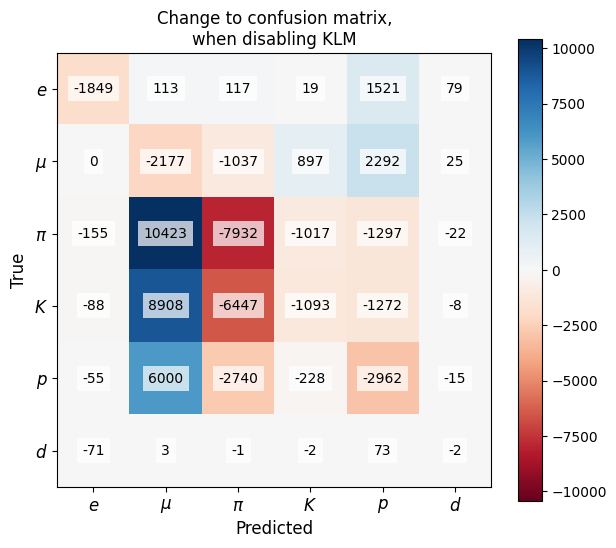 Change to confusion matrix,
when disabling KLM
True
e -1849 113 117 19 1521 79
μ 0 -2177 -1037 897 2292 25
π -155 10423 -7932 -1017 -1297 -22
K -88 8908 -6447 -1093 -1272 -8
p -55 6000 -2740 -228 -2962 -15
d -71 3 -1 -2 73 -2
e μ π K p d
Predicted
10000
7500
5000
2500
0
−2500
−5000
−7500
−10000